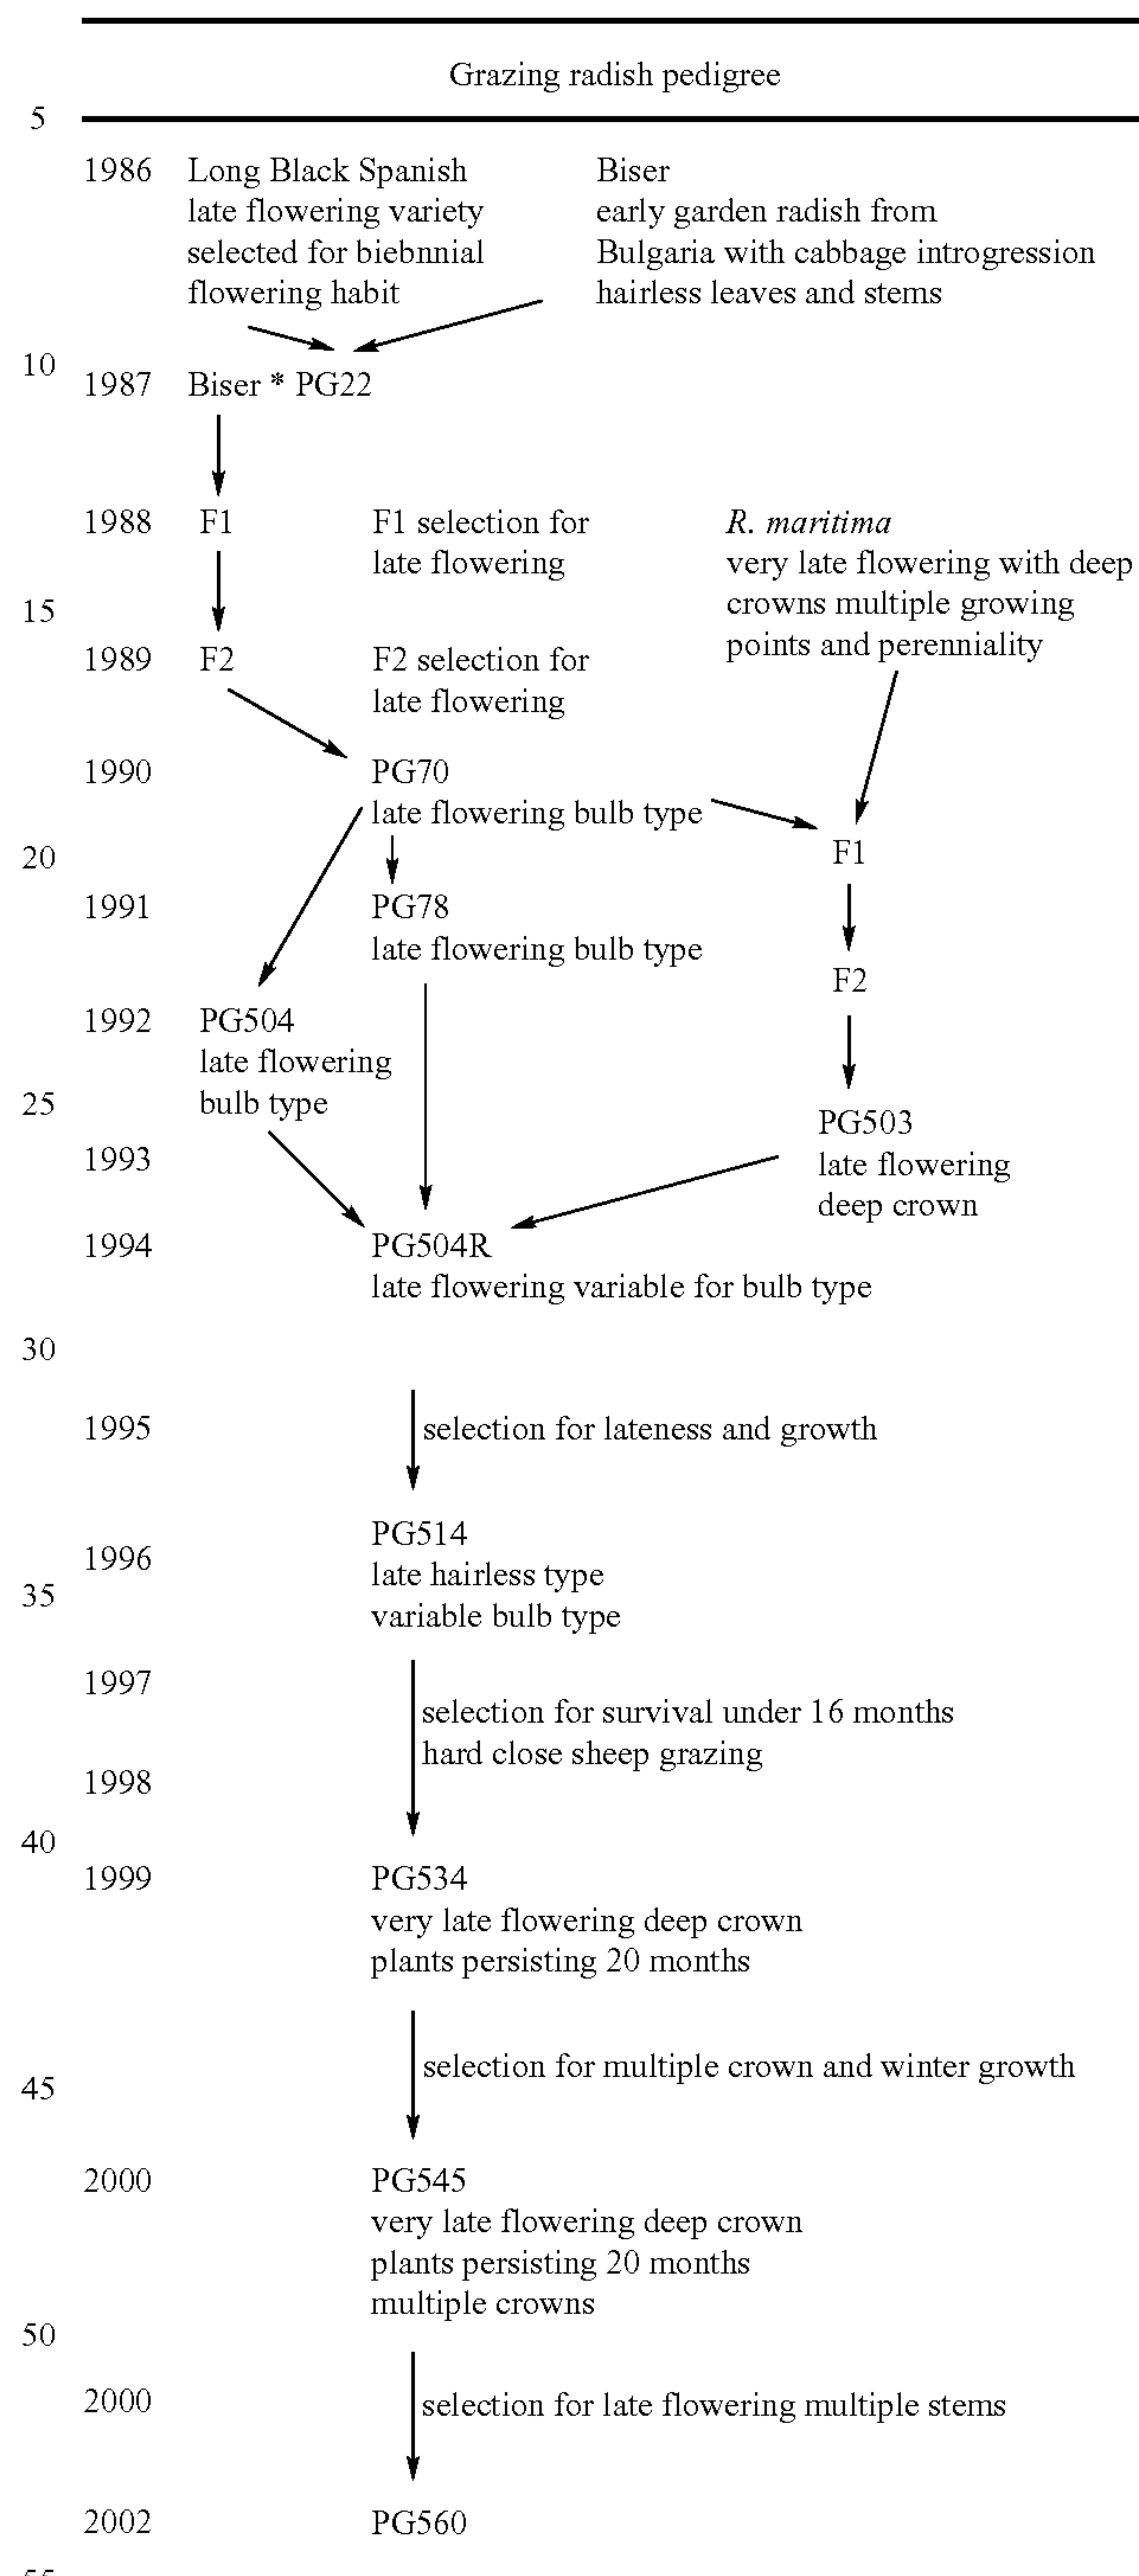 Grazing radish pedigree
5
1986 Long Black Spanish Biser
late flowering variety early garden radish from
selected for biebnnial Bulgaria with cabbage introgression
flowering habit hairless leaves and stems
10
1987 Biser * PG22
1988 F1 F1 selection for R. maritima
late flowering very late flowering with deep
15 crowns multiple growing
1989 F2 F2 selection for points and perenniality
late flowering
1990 PG70
late flowering bulb type
20 F1
1991 PG78
late flowering bulb type
F2
1992 PG504
late flowering
25 bulb type
PG503
1993 late flowering
deep crown
1994 PG504R
late flowering variable for bulb type
30
1995 selection for lateness and growth
PG514
1996 late hairless type
35 variable bulb type
1997
selection for survival under 16 months
hard close sheep grazing
1998
40
1999 PG534
very late flowering deep crown
plants persisting 20 months
selection for multiple crown and winter growth
45
2000 PG545
very late flowering deep crown
plants persisting 20 months
multiple crowns
50
2000 selection for late flowering multiple stems
2002 PG560